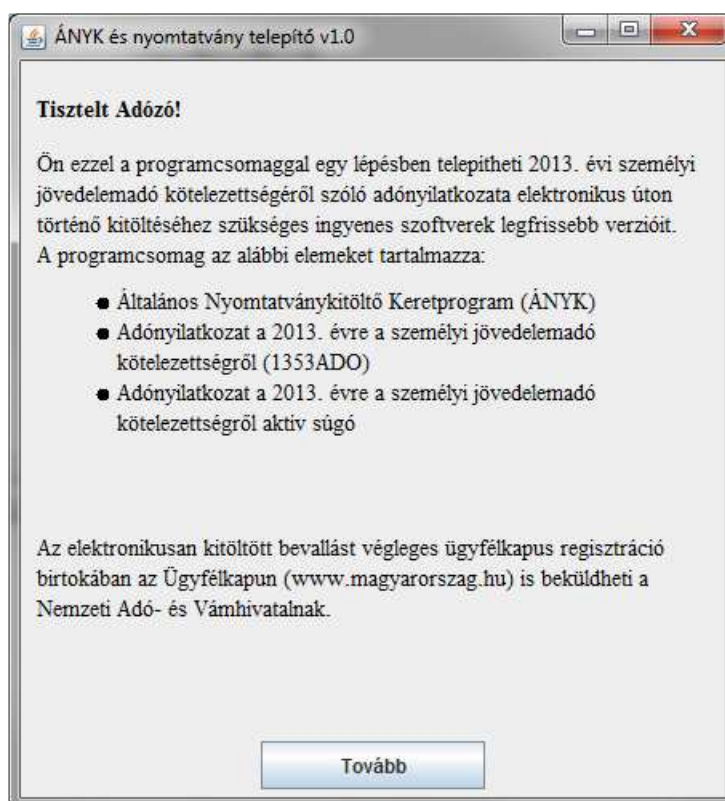 ÁNYK és nyomtatvány telepítő v1.0
Tisztelt Adózó!
Ön ezzel a programcsomaggal egy lépésben telepítheti 2013. évi személyi
jövedelemadó kötelezettségéről szóló adónyilatkozata elektronikus úton
történő kitöltéséhez szükséges ingyenes szoftverek legfrissebb verzióit.
A programcsomag az alábbi elemeket tartalmazza:
● Általános Nyomtatványkitöltő Keretprogram (ÁNYK)
● Adónyilatkozat a 2013. évre a személyi jövedelemadó
kötelezettségről (1353ADO)
● Adónyilatkozat a 2013. évre a személyi jövedelemadó
kötelezettségről aktív súgó
Az elektronikusan kitöltött bevallást végleges ügyfélkapus regisztráció
birtokában az Ügyfélkapun (www.magyarorszag.hu) is beküldheti a
Nemzeti Adó- és Vámhivatalnak.
Tovább